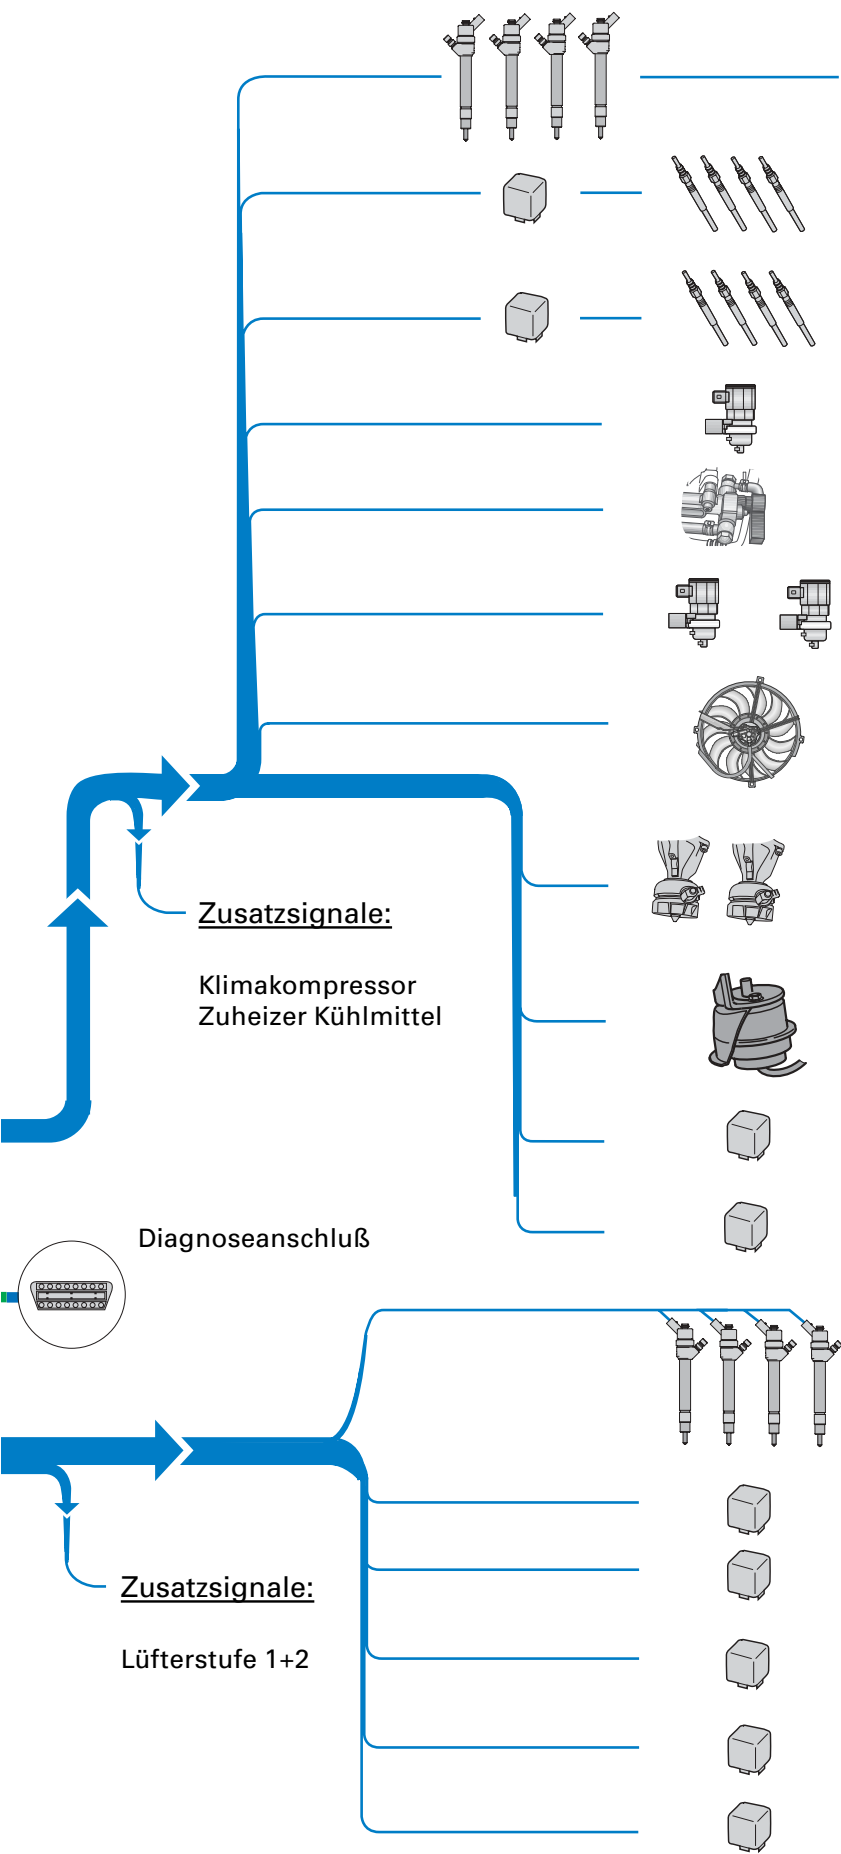 Zusatzsignale:
Klimakompressor
Zuheizer Kühlmittel
Diagnoseanschluß
Zusatzsignale:
Lüfterstufe 1+2